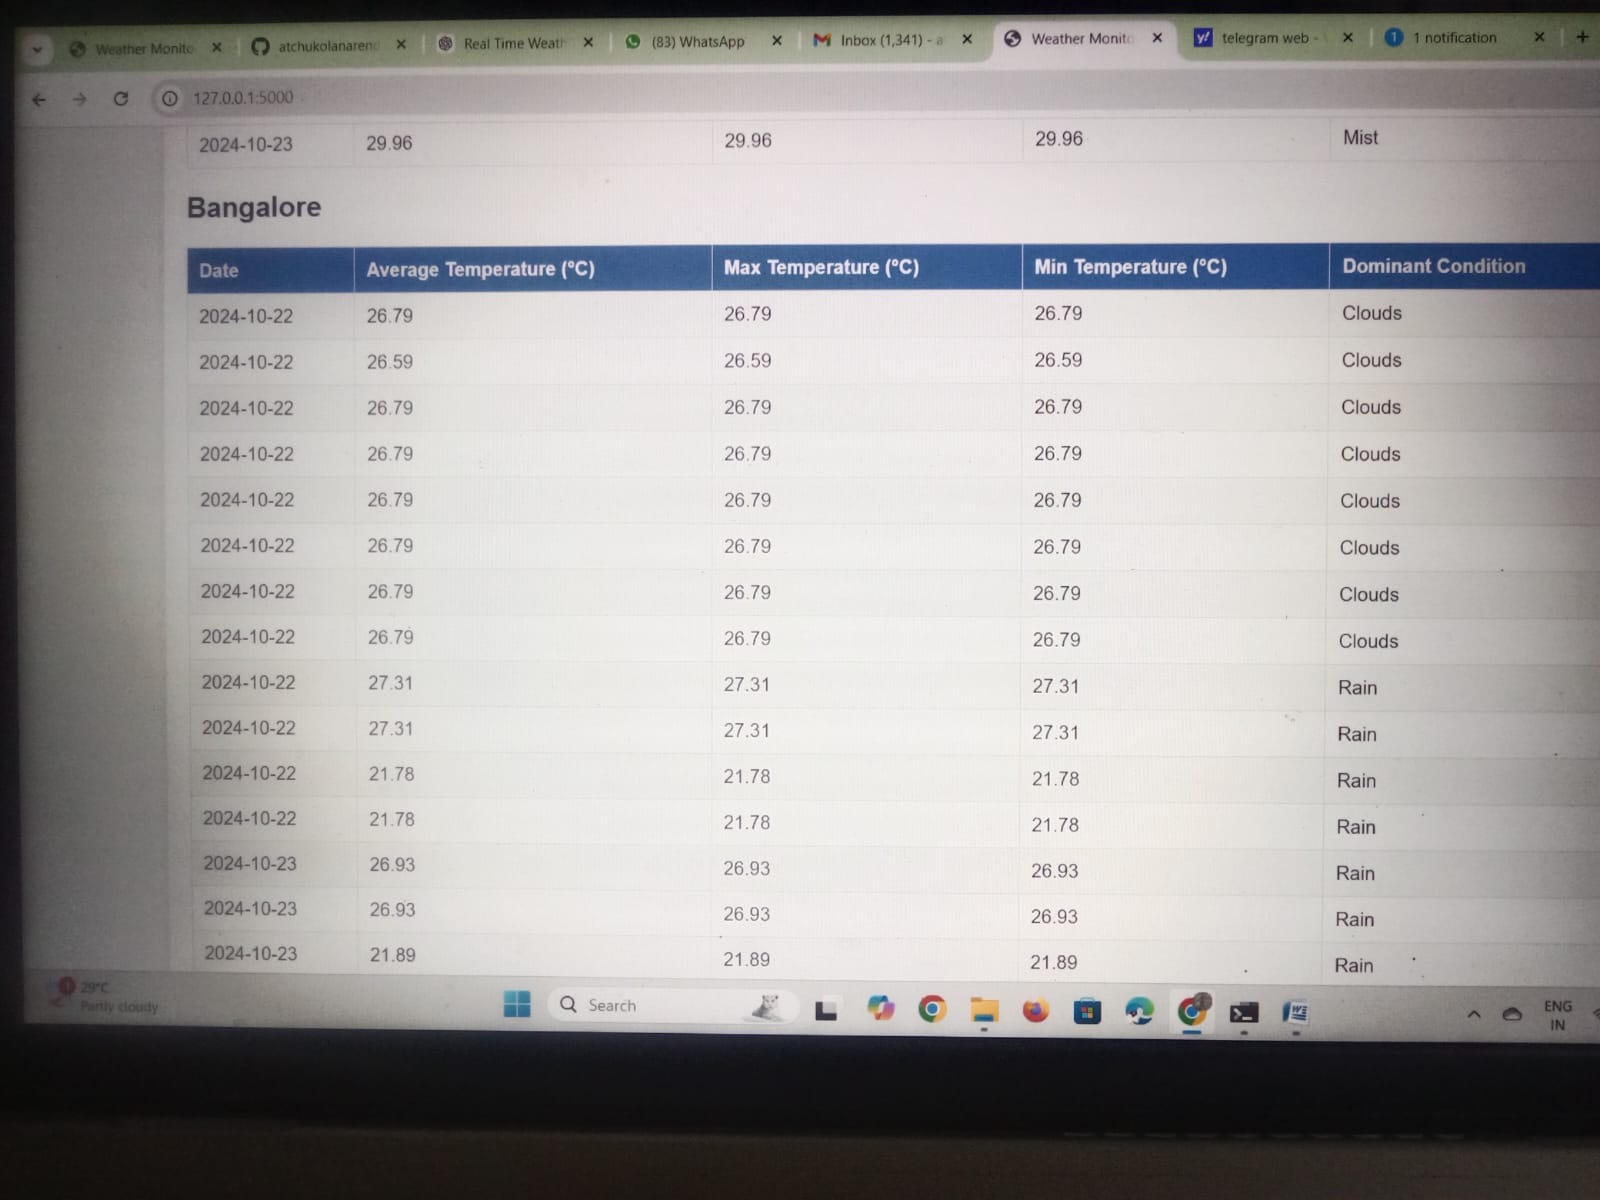 Weather Monito
atchukolanarend
Real Time Weath
(83) WhatsApp
Inbox (1,341) - a
Weather Monito
telegram web -
1 1 notification
127.0.0.1:5000
2024-10-23 29.96 29.96 29.96 Mist
Bangalore
Date Average Temperature (°C) Max Temperature (°C) Min Temperature (°C) Dominant Condition
2024-10-22 26.79 26.79 26.79 Clouds
2024-10-22 26.59 26.59 26.59 Clouds
2024-10-22 26.79 26.79 26.79 Clouds
2024-10-22 26.79 26.79 26.79 Clouds
2024-10-22 26.79 26.79 26.79 Clouds
2024-10-22 26.79 26.79 26.79 Clouds
2024-10-22 26.79 26.79 26.79 Clouds
2024-10-22 26.79 26.79 26.79 Clouds
2024-10-22 27.31 27.31 27.31 Rain
2024-10-22 27.31 27.31 27.31 Rain
2024-10-22 21.78 21.78 21.78 Rain
2024-10-22 21.78 21.78 21.78 Rain
2024-10-23 26.93 26.93 26.93 Rain
2024-10-23 26.93 26.93 26.93 Rain
2024-10-23 21.89 21.89 21.89 Rain
1 29°C
Partly cloudy
Search
ENG
IN